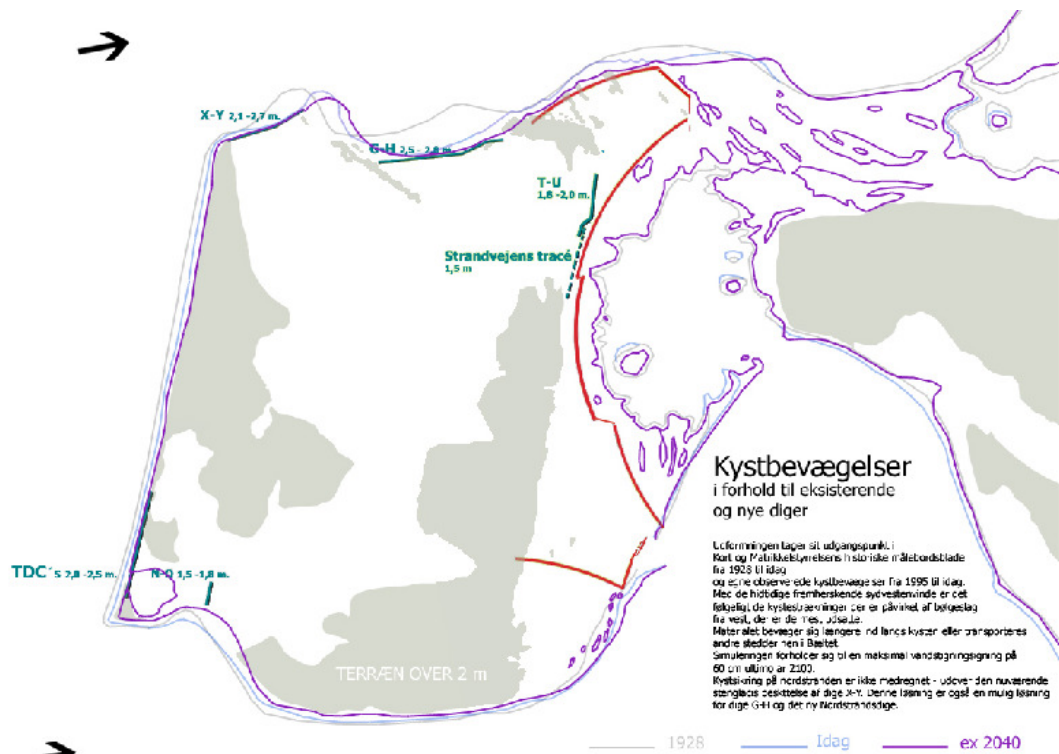 X-Y 2,1 -2,7 m.
G-H 2,5 - 2,8 m.
T-U
1,8 -2,0 m.
Strandvejens tracé
1,5 m
TDC´s 2,8 -2,5 m.
N-O 1,5 -1,8 m.
TERRÆN OVER 2 m
Kystbevægelser
i forhold til eksisterende
og nye diger
Udformningen tager sit udgangspunkt i
Kort og Matrikkelstyrelsens historiske målebordsblade
fra 1928 til idag
og egne observerede kystbevægelser fra 1995 til idag.
Med de hidtidige fremherskende sydvestenvinde er det
følgelig de kyststrækninger der er påvirket af bølgeslag
fra vest, der er de mest udsatte.
Materialet bevæger sig længere ind langs kysten eller transporteres
andre steder hen i Bæltet
Simuleringen forholder sig til en maksimal vandstigning på
60 cm ultimo år 2100.
Kystsikring på nordstranden er ikke medregnet - udover den nuværende
stenglacis beskyttelse af dige X-Y. Denne løsning er også en mulig løsning
for dige G-H og det ny Nordstrandsdige.
1928
Idag
ex 2040